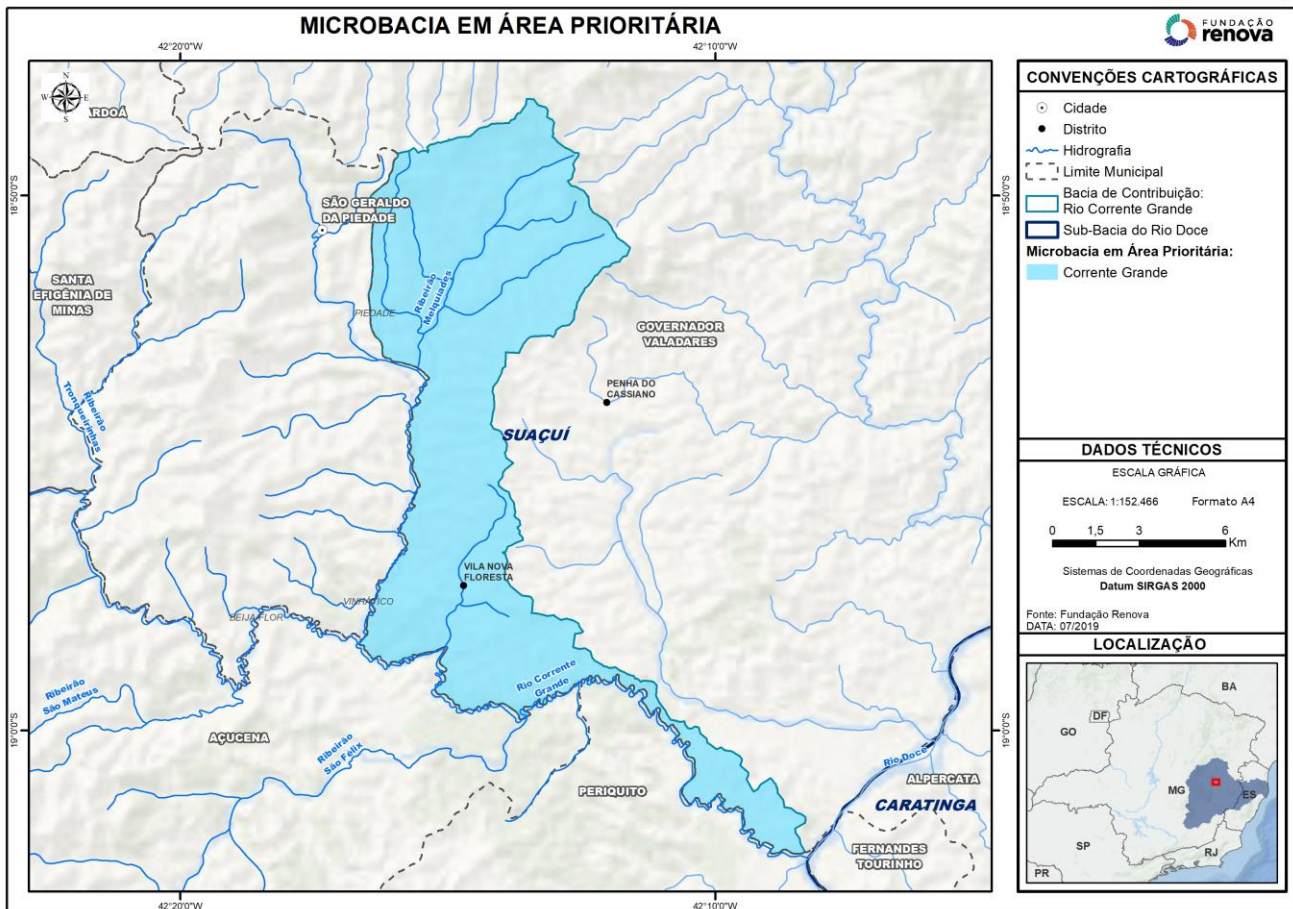 MICROBACIA EM ÁREA PRIORITÁRIA
FUNDAÇÃO
renova
42°20'0"W
42°10'0"W
N
W
E
S
ARDOÁ
18°50'0"S
18°50'0"S
SÃO GERALDO
DA PIEDADE
SANTA
EFIGÊNIA DE
MINAS
Ribeirão
Melquiades
PIEDADE
GOVERNADOR
VALADARES
PENHA DO
CASSIANO
Ribeirão
Tronqueirinhas
SUAÇUÍ
VILA NOVA
FLORESTA
VINHÁTICO
BEIJA FLOR
Ribeirão
São Mateus
Rio Corrente
Grande
19°0'0"S
19°0'0"S
AÇUCENA
Ribeirão
São Félix
Rio Doce
ALPERCATA
PERIQUITO
CARATINGA
FERNANDES
TOURINHO
42°20'0"W
42°10'0"W
CONVENÇÕES CARTOGRÁFICAS
Cidade
Distrito
Hidrografia
Limite Municipal
Bacia de Contribuição:
Rio Corrente Grande
Sub-Bacia do Rio Doce
Microbacia em Área Prioritária:
Corrente Grande
DADOS TÉCNICOS
ESCALA GRÁFICA
ESCALA: 1:152.466 Formato A4
0 1,5 3 6
Km
Sistemas de Coordenadas Geográficas
Datum SIRGAS 2000
Fonte: Fundação Renova
DATA: 07/2019
LOCALIZAÇÃO
BA
DF
GO
MG
ES
SP
RJ
PR